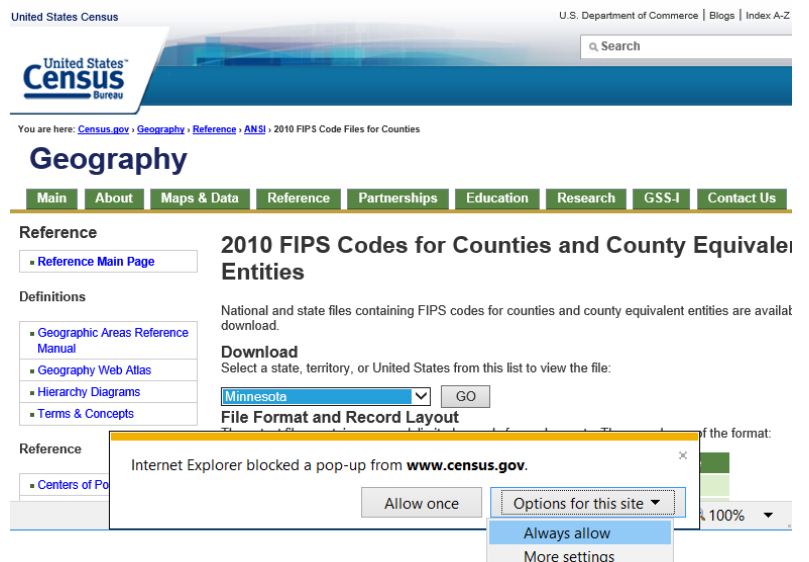 United States Census
U.S. Department of Commerce | Blogs | Index A-Z
Search
United States™
Census
Bureau
You are here: Census.gov › Geography › Reference › ANSI › 2010 FIPS Code Files for Counties
Geography
Main About Maps & Data Reference Partnerships Education Research GSS-I Contact Us
Reference
Reference Main Page
Definitions
Geographic Areas Reference
Manual
Geography Web Atlas
Hierarchy Diagrams
Terms & Concepts
Reference
Centers of Po
2010 FIPS Codes for Counties and County Equivale
Entities
National and state files containing FIPS codes for counties and county equivalent entities are availab
download.
Download
Select a state, territory, or United States from this list to view the file:
Minnesota GO
File Format and Record Layout
of the format:
Internet Explorer blocked a pop-up from www.census.gov.
Allow once Options for this site
Always allow
More settings
100%